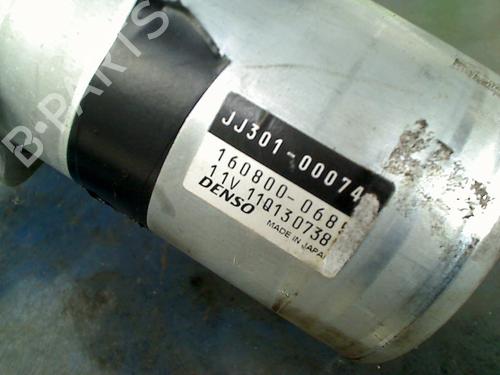 B-PARTS
JJ301-00074
160800-068
11V 11Q130738
DENSO
MADE IN JAPAN